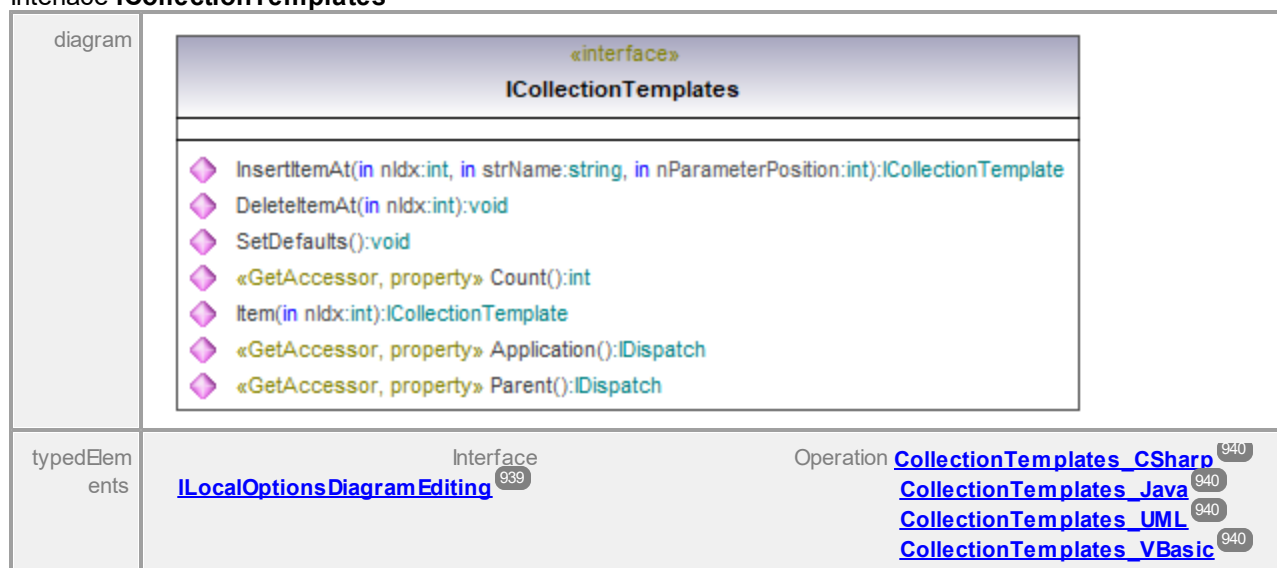 interface ICollectionTemplates
diagram
«interface»
ICollectionTemplates
InsertItemAt(in nIdx:int, in strName:string, in nParameterPosition:int):ICollectionTemplate
DeleteItemAt(in nIdx:int):void
SetDefaults():void
«GetAccessor, property» Count():int
Item(in nIdx:int):ICollectionTemplate
«GetAccessor, property» Application():IDispatch
«GetAccessor, property» Parent():IDispatch
typedElem
ents
Interface
ILocalOptionsDiagramEditing 939
Operation CollectionTemplates_CSharp 940
CollectionTemplates_Java 940
CollectionTemplates_UML 940
CollectionTemplates_VBasic 940